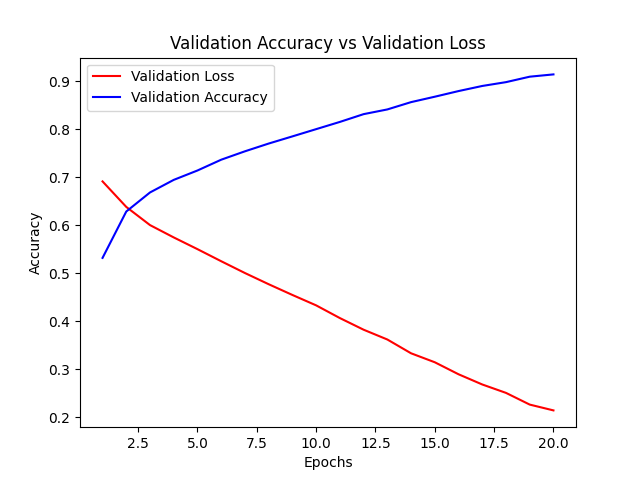 Validation Accuracy vs Validation Loss
Validation Loss
Validation Accuracy
0.9
0.8
0.7
0.6
0.5
0.4
0.3
0.2
Accuracy
2.5 5.0 7.5 10.0 12.5 15.0 17.5 20.0
Epochs